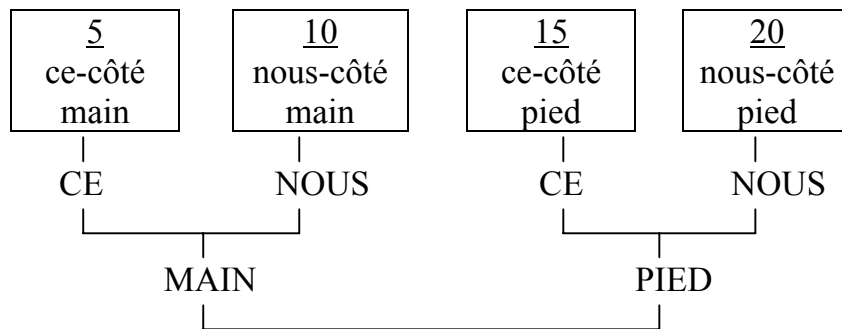 5 10 15 20
ce-côté nous-côté ce-côté nous-côté
main main pied pied
CE NOUS CE NOUS
MAIN PIED